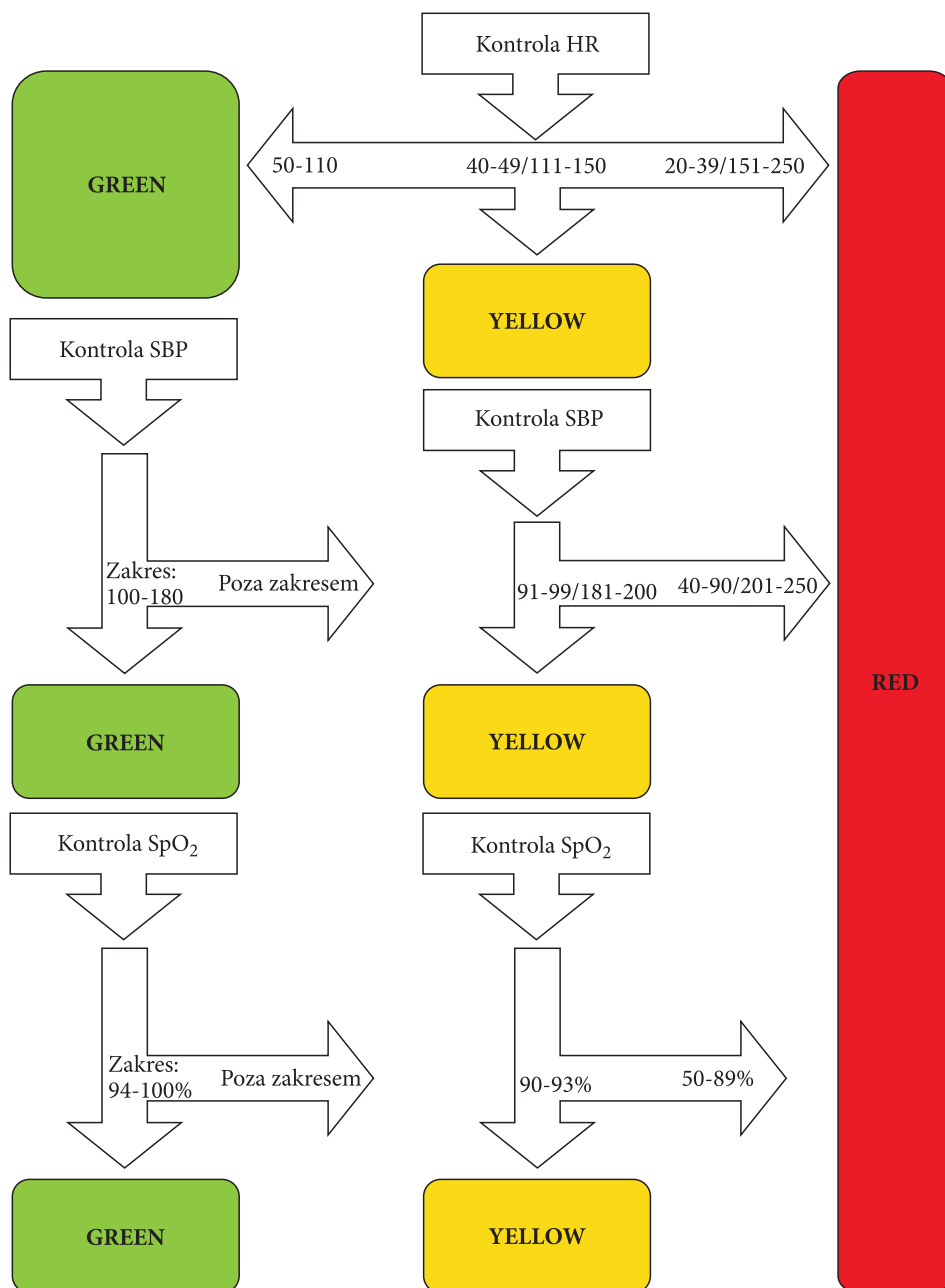 Kontrola HR
50-110
40-49/111-150
20-39/151-250
GREEN
YELLOW
Kontrola SBP
Kontrola SBP
Zakres:
100-180
Poza zakresem
91-99/181-200
40-90/201-250
RED
GREEN
YELLOW
Kontrola SpO₂
Kontrola SpO₂
Zakres:
94-100%
Poza zakresem
90-93%
50-89%
GREEN
YELLOW